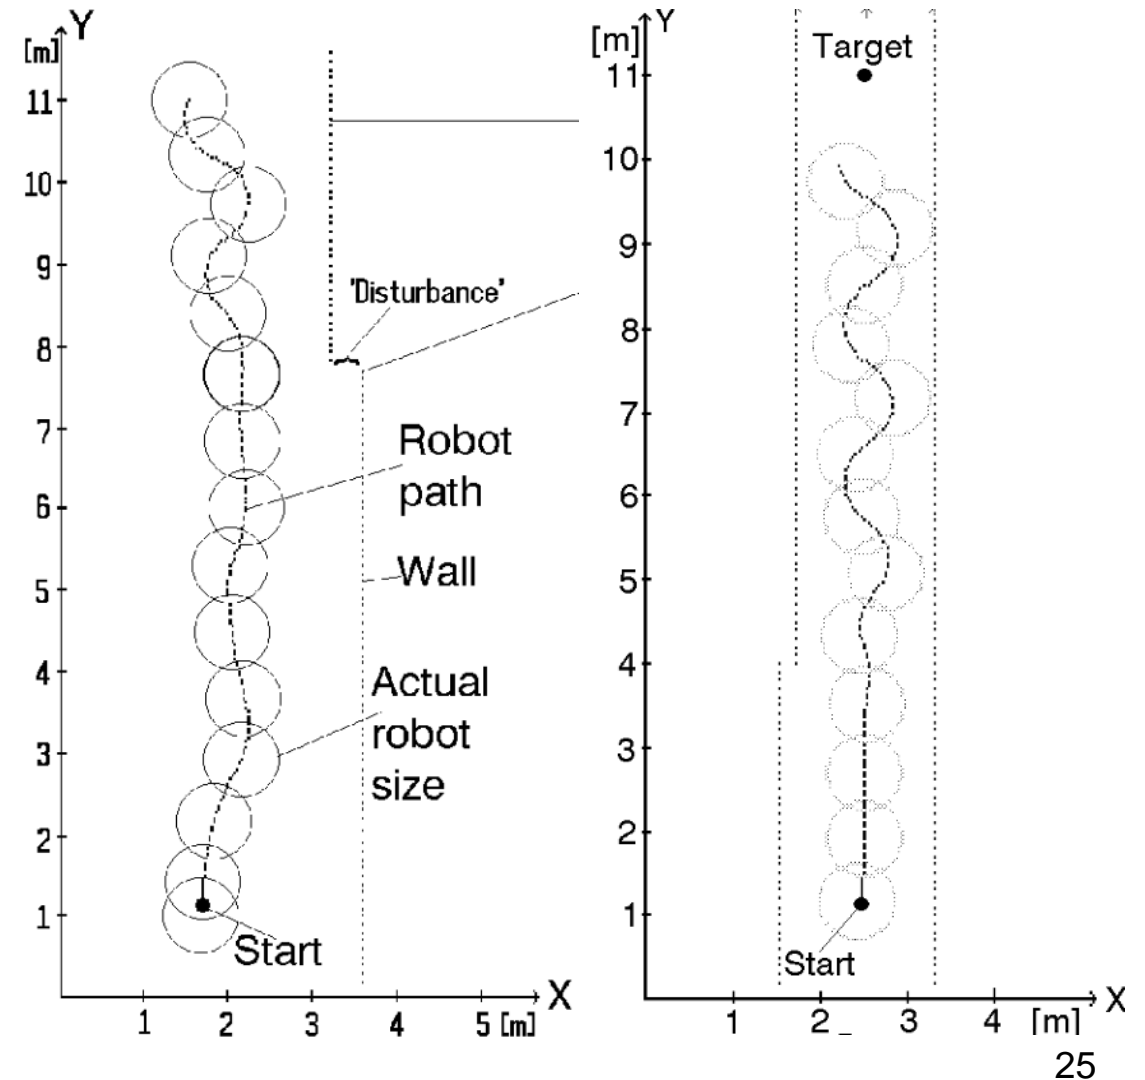 Y
[m]
11
10
9
8
7
6
5
4
3
2
1
'Disturbance'
Robot
path
Wall
Actual
robot
size
Start
1 2 3 4 5 [m] X
Y
[m]
Target
11
10
9
8
7
6
5
4
3
2
1
Start
1 2 3 4 [m] X
25